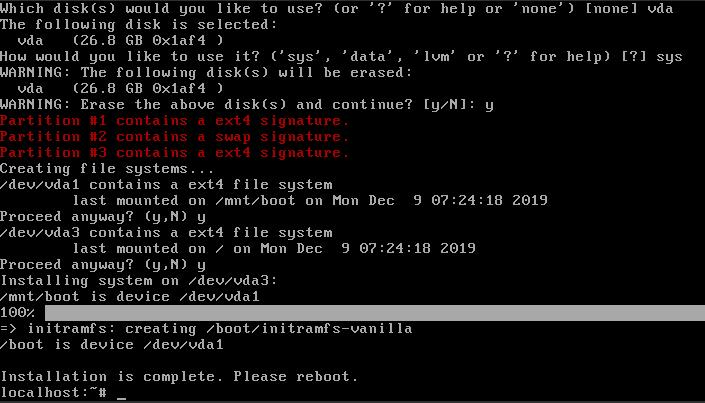 Which disk(s) would you like to use? (or '?' for help or 'none') [none] vda
The following disk is selected:
  vda   (26.8 GB 0x1af4 )
How would you like to use it? ('sys', 'data', 'lvm' or '?' for help) [?] sys
WARNING: The following disk(s) will be erased:
  vda   (26.8 GB 0x1af4 )
WARNING: Erase the above disk(s) and continue? [y/N]: y
Partition #1 contains a ext4 signature.
Partition #2 contains a swap signature.
Partition #3 contains a ext4 signature.
Creating file systems...
/dev/vda1 contains a ext4 file system
        last mounted on /mnt/boot on Mon Dec  9 07:24:18 2019
Proceed anyway? (y,N) y
/dev/vda3 contains a ext4 file system
        last mounted on / on Mon Dec  9 07:24:18 2019
Proceed anyway? (y,N) y
Installing system on /dev/vda3:
/mnt/boot is device /dev/vda1
100%
=> initramfs: creating /boot/initramfs-vanilla
/boot is device /dev/vda1

Installation is complete. Please reboot.
localhost:~# _